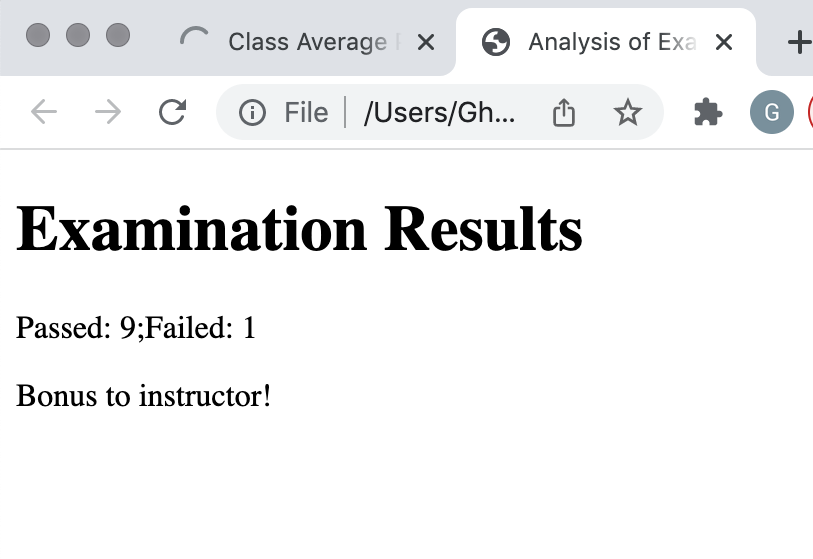 Class Average
Analysis of Exa
File
/Users/Gh...
G
Examination Results
Passed: 9;Failed: 1
Bonus to instructor!